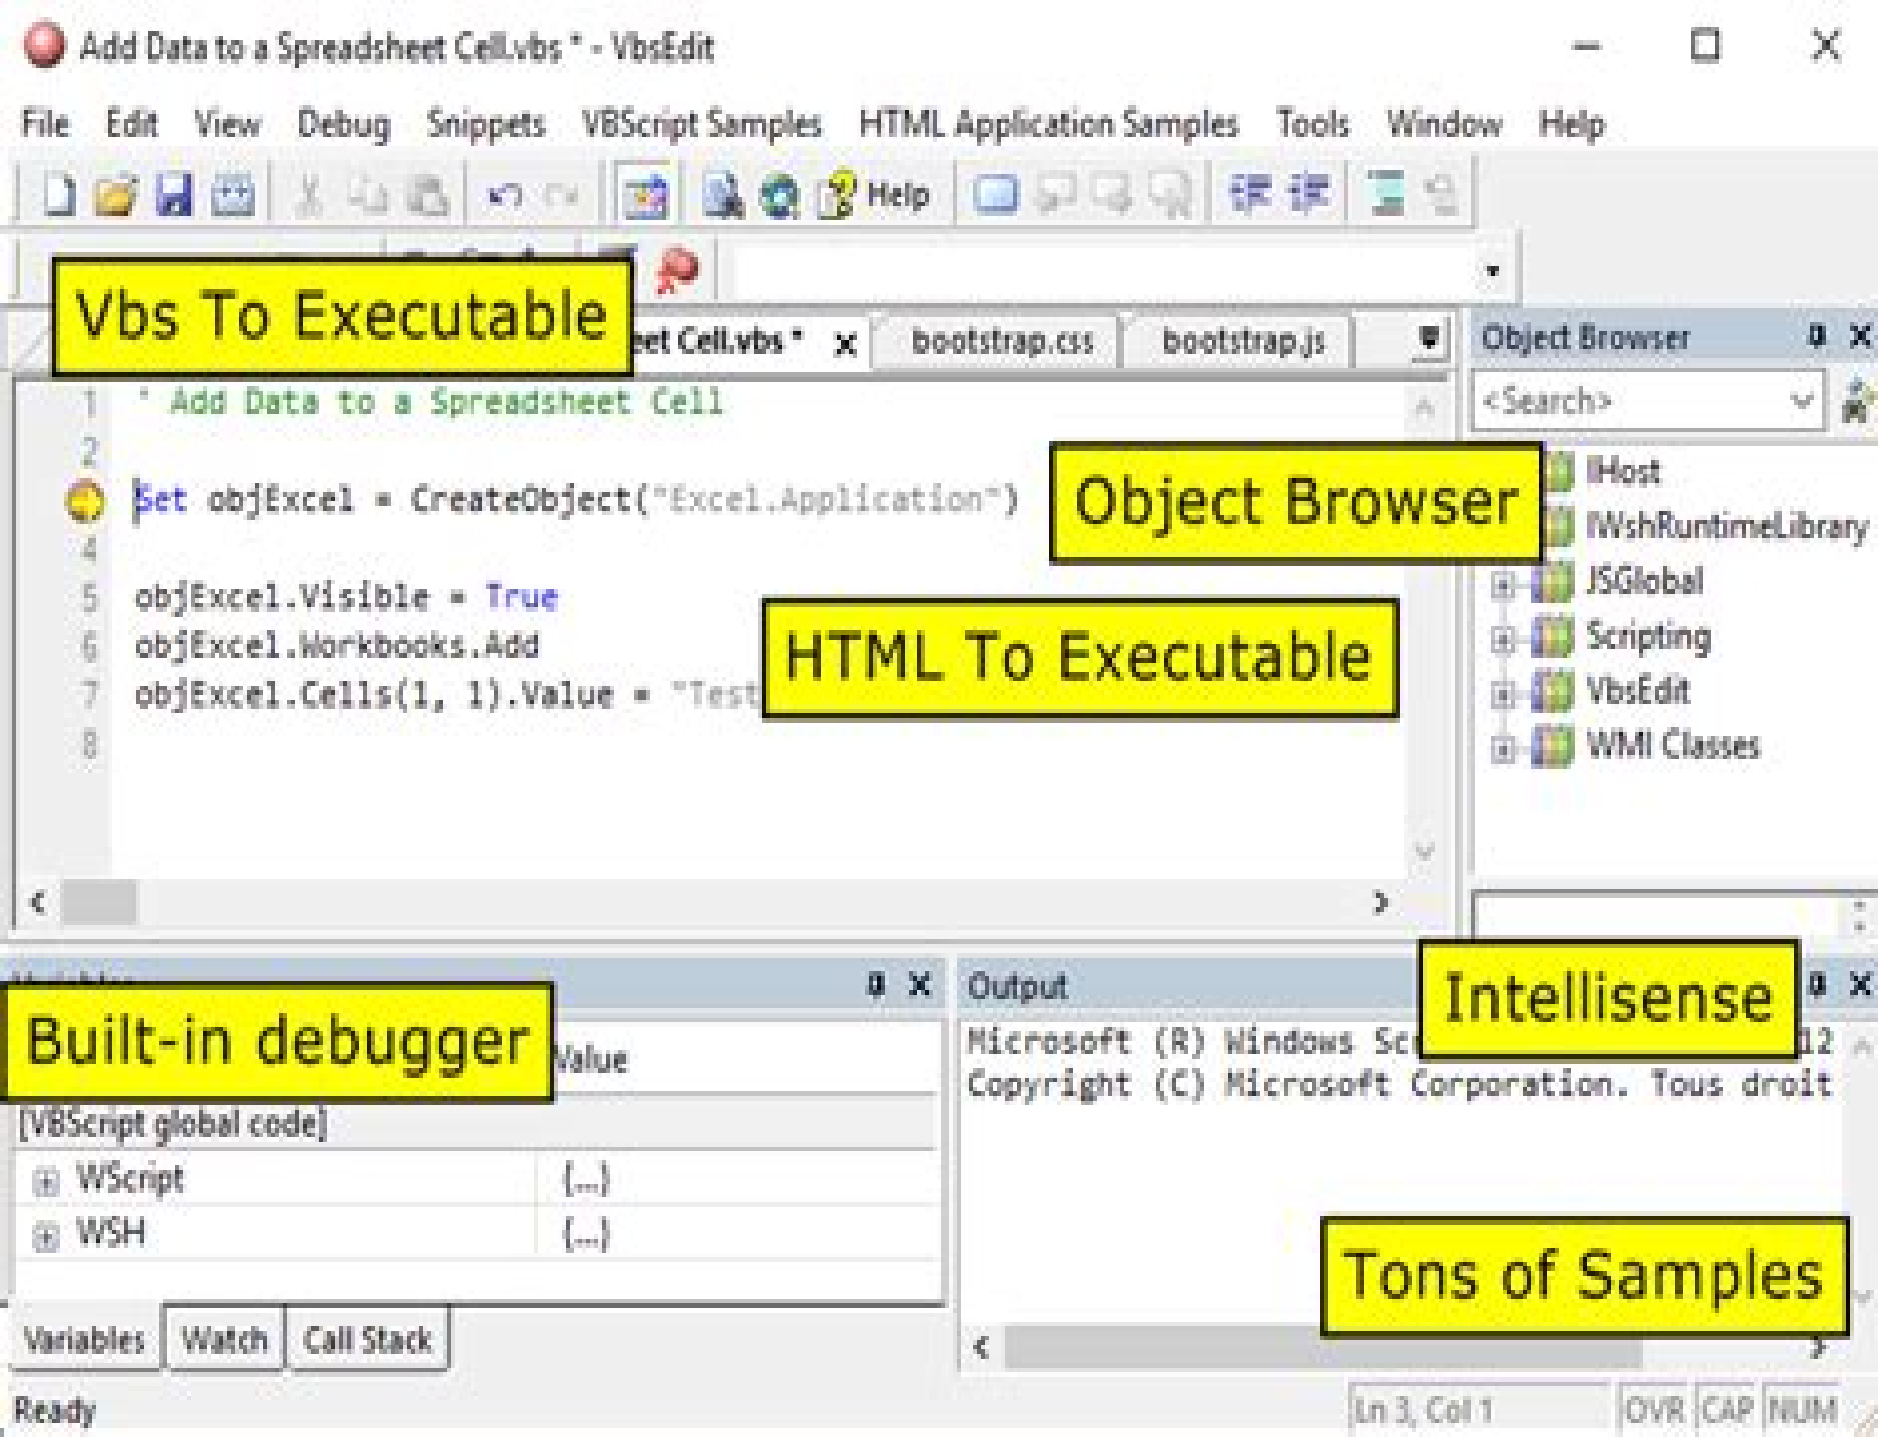 Add Data to a Spreadsheet Cell.vbs * - VbsEdit
File Edit View Debug Snippets VBScript Samples HTML Application Samples Tools Window Help
Help
Vbs To Executable
eet Cell.vbs * x bootstrap.css bootstrap.js
Object Browser
<Search>
1 ' Add Data to a Spreadsheet Cell
2
Set objExcel = CreateObject("Excel.Application")
4
5 objExcel.Visible = True
6 objExcel.Workbooks.Add
7 objExcel.Cells(1, 1).Value = "Test
8
Object Browser
HTML To Executable
IHost
IWshRuntimeLibrary
JSGlobal
Scripting
VbsEdit
WMI Classes
Built-in debugger
Value
[VBScript global code]
WScript {...}
WSH {...}
Variables Watch Call Stack
Output
Intellisense
Microsoft (R) Windows Sc 12
Copyright (C) Microsoft Corporation. Tous droit
Tons of Samples
Ready
Ln 3, Col 1 OVR CAP NUM